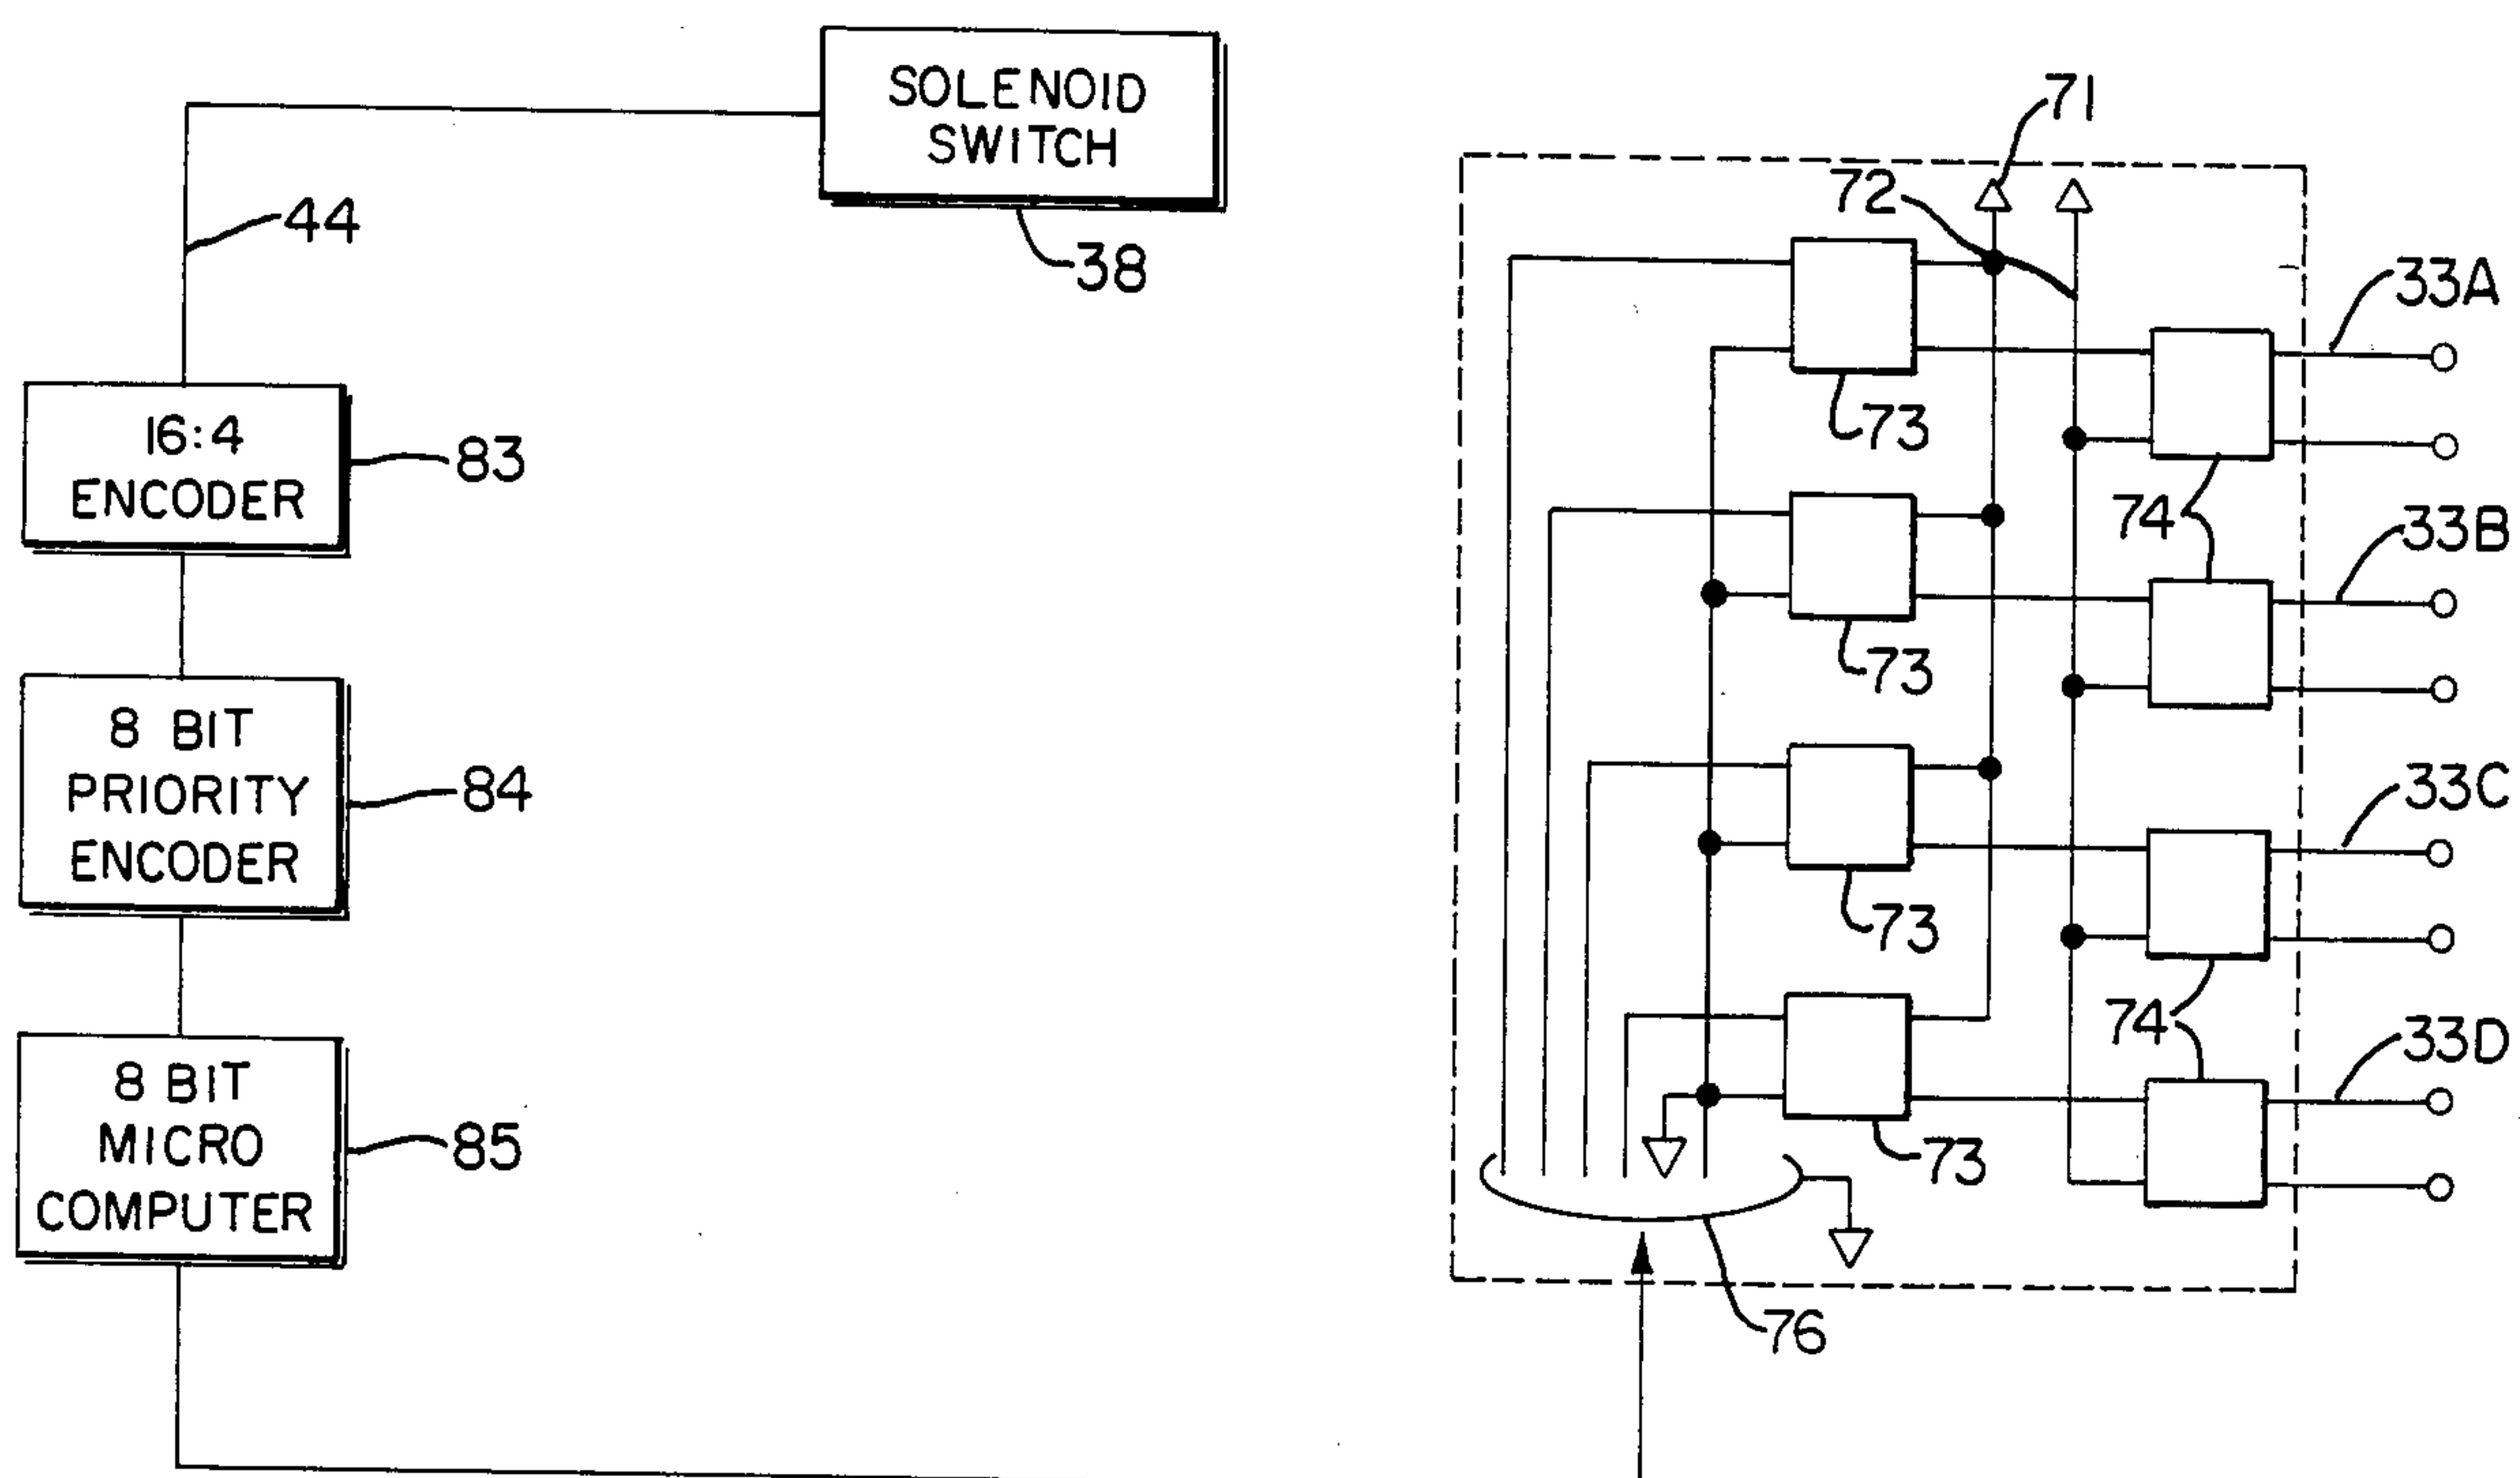 SOLENOID
SWITCH
38
44
16:4
ENCODER
83
8 BIT
PRIORITY
ENCODER
84
8 BIT
MICRO
COMPUTER
85
71
72
33A
73
74
33B
73
33C
73
74
33D
73
76